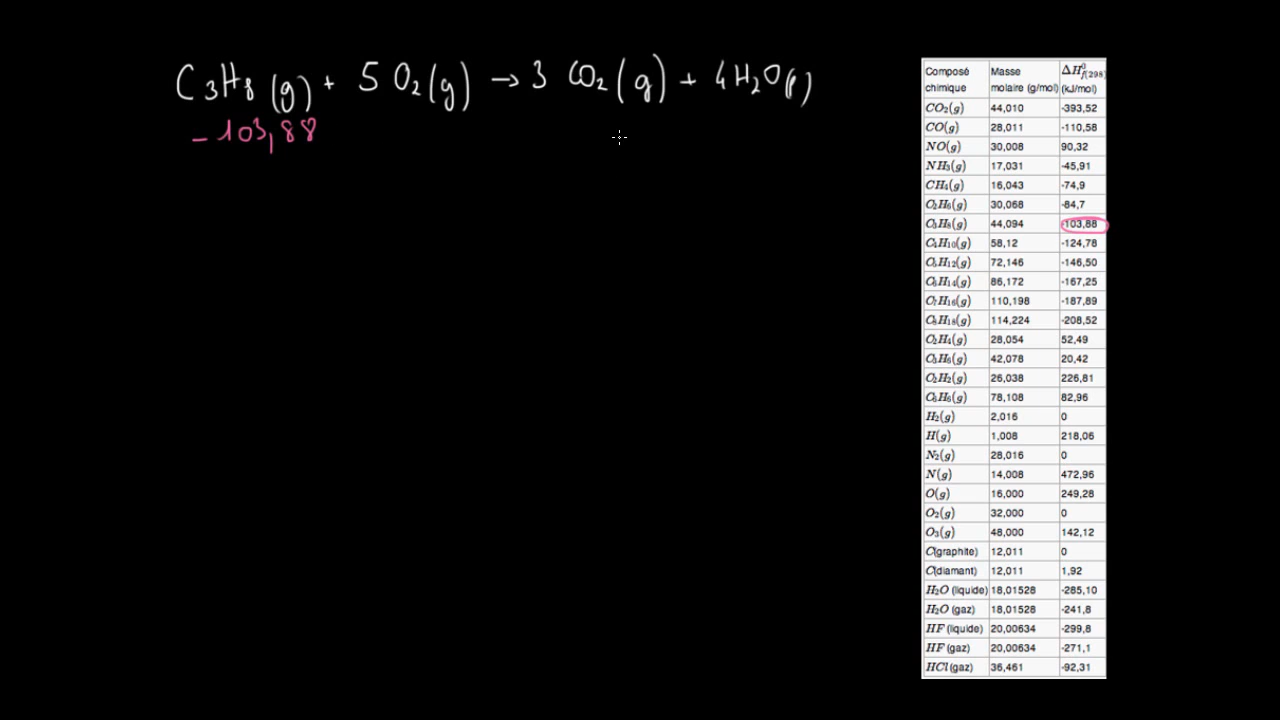 C₃H₈ (g) + 5 O₂ (g) → 3 CO₂ (g) + 4 H₂O (l)
- 103,88
Composé chimique | Masse molaire (g/mol) | ΔH⁰f(298) (kJ/mol)
CO₂(g) 44,010 -393,52
CO(g) 28,011 -110,58
NO(g) 30,008 90,32
NH₃(g) 17,031 -45,91
CH₄(g) 16,043 -74,9
C₂H₆(g) 30,068 -84,7
C₃H₈(g) 44,094 -103,88
C₄H₁₀(g) 58,12 -124,78
C₅H₁₂(g) 72,146 -146,50
C₆H₁₄(g) 86,172 -167,25
C₇H₁₆(g) 110,198 -187,89
C₈H₁₈(g) 114,224 -208,52
C₂H₄(g) 28,054 52,49
C₃H₆(g) 42,078 20,42
C₂H₂(g) 26,038 226,81
C₆H₆(g) 78,108 82,96
H₂(g) 2,016 0
H(g) 1,008 218,06
N₂(g) 28,016 0
N(g) 14,008 472,96
O(g) 16,000 249,28
O₂(g) 32,000 0
O₃(g) 48,000 142,12
C(graphite) 12,011 0
C(diamant) 12,011 1,92
H₂O (liquide) 18,01528 -285,10
H₂O (gaz) 18,01528 -241,8
HF (liquide) 20,00634 -299,8
HF (gaz) 20,00634 -271,1
HCl (gaz) 36,461 -92,31